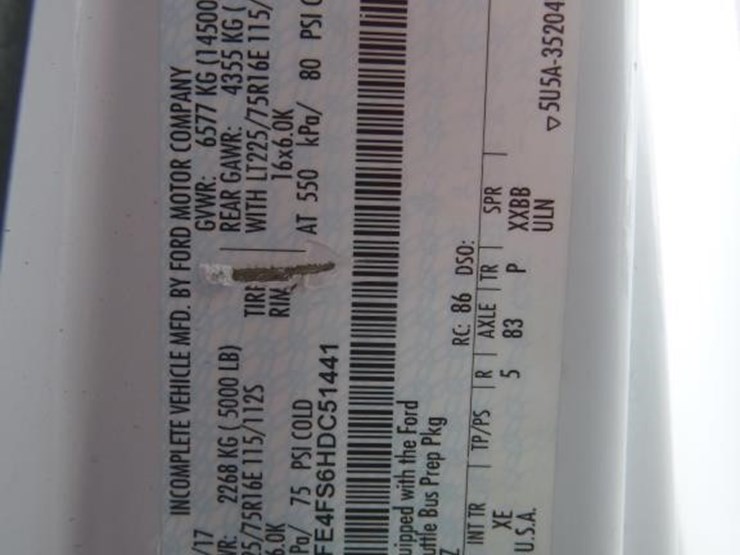 INCOMPLETE VEHICLE MFD. BY FORD MOTOR COMPANY
/17 GVWR: 6577 KG (14500
WR: 2268 KG ( 5000 LB) REAR GAWR: 4355 KG (
25/75R16E 115/112S TIRE WITH LT225/75R16E 115/
6.0K RIM 16x6.0K
Pa/ 75 PSI COLD AT 550 kPa/ 80 PSI C
FE4FS6HDC51441
uipped with the Ford
uttle Bus Prep Pkg
Z RC: 86 DSO:
INT TR TP/PS R AXLE TR SPR
XE 5 83 P XXBB
U.S.A. ULN
▽5U5A-35204